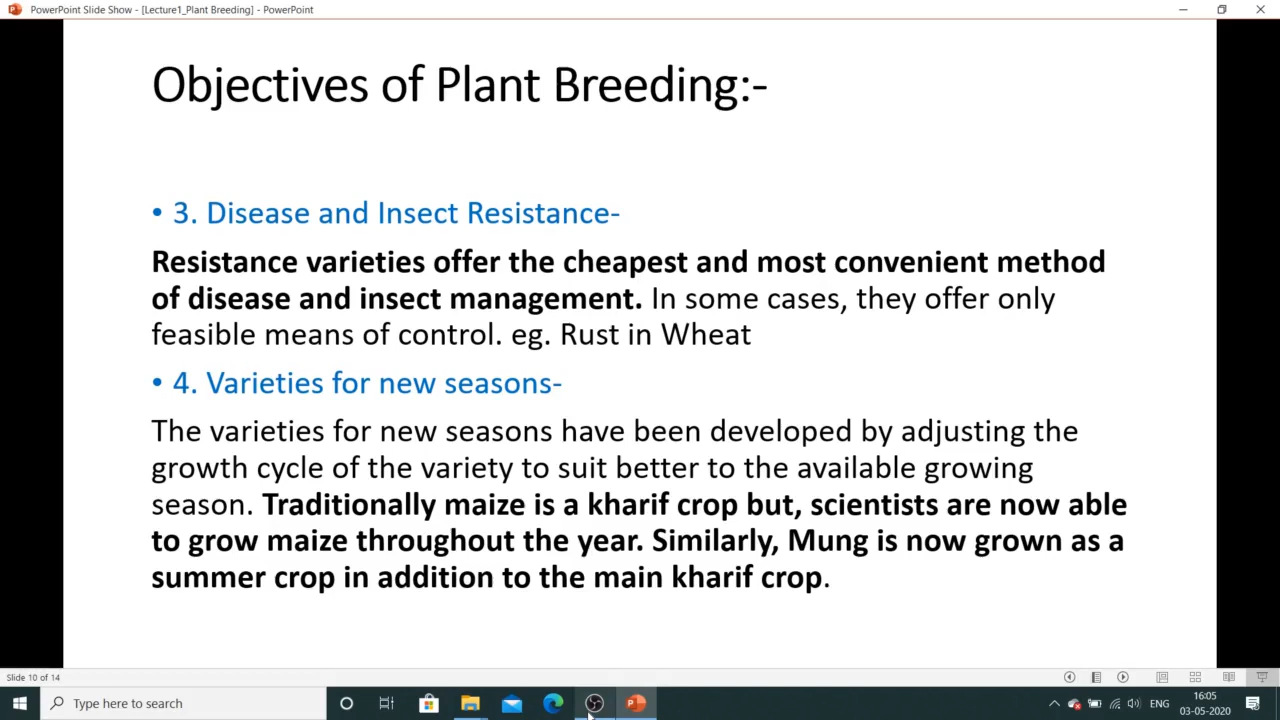 PowerPoint Slide Show - [Lecture1_Plant Breeding] - PowerPoint
Objectives of Plant Breeding:-
• 3. Disease and Insect Resistance-
Resistance varieties offer the cheapest and most convenient method
of disease and insect management. In some cases, they offer only
feasible means of control. eg. Rust in Wheat
• 4. Varieties for new seasons-
The varieties for new seasons have been developed by adjusting the
growth cycle of the variety to suit better to the available growing
season. Traditionally maize is a kharif crop but, scientists are now able
to grow maize throughout the year. Similarly, Mung is now grown as a
summer crop in addition to the main kharif crop.
Slide 10 of 14
Type here to search
ENG
16:05
03-05-2020